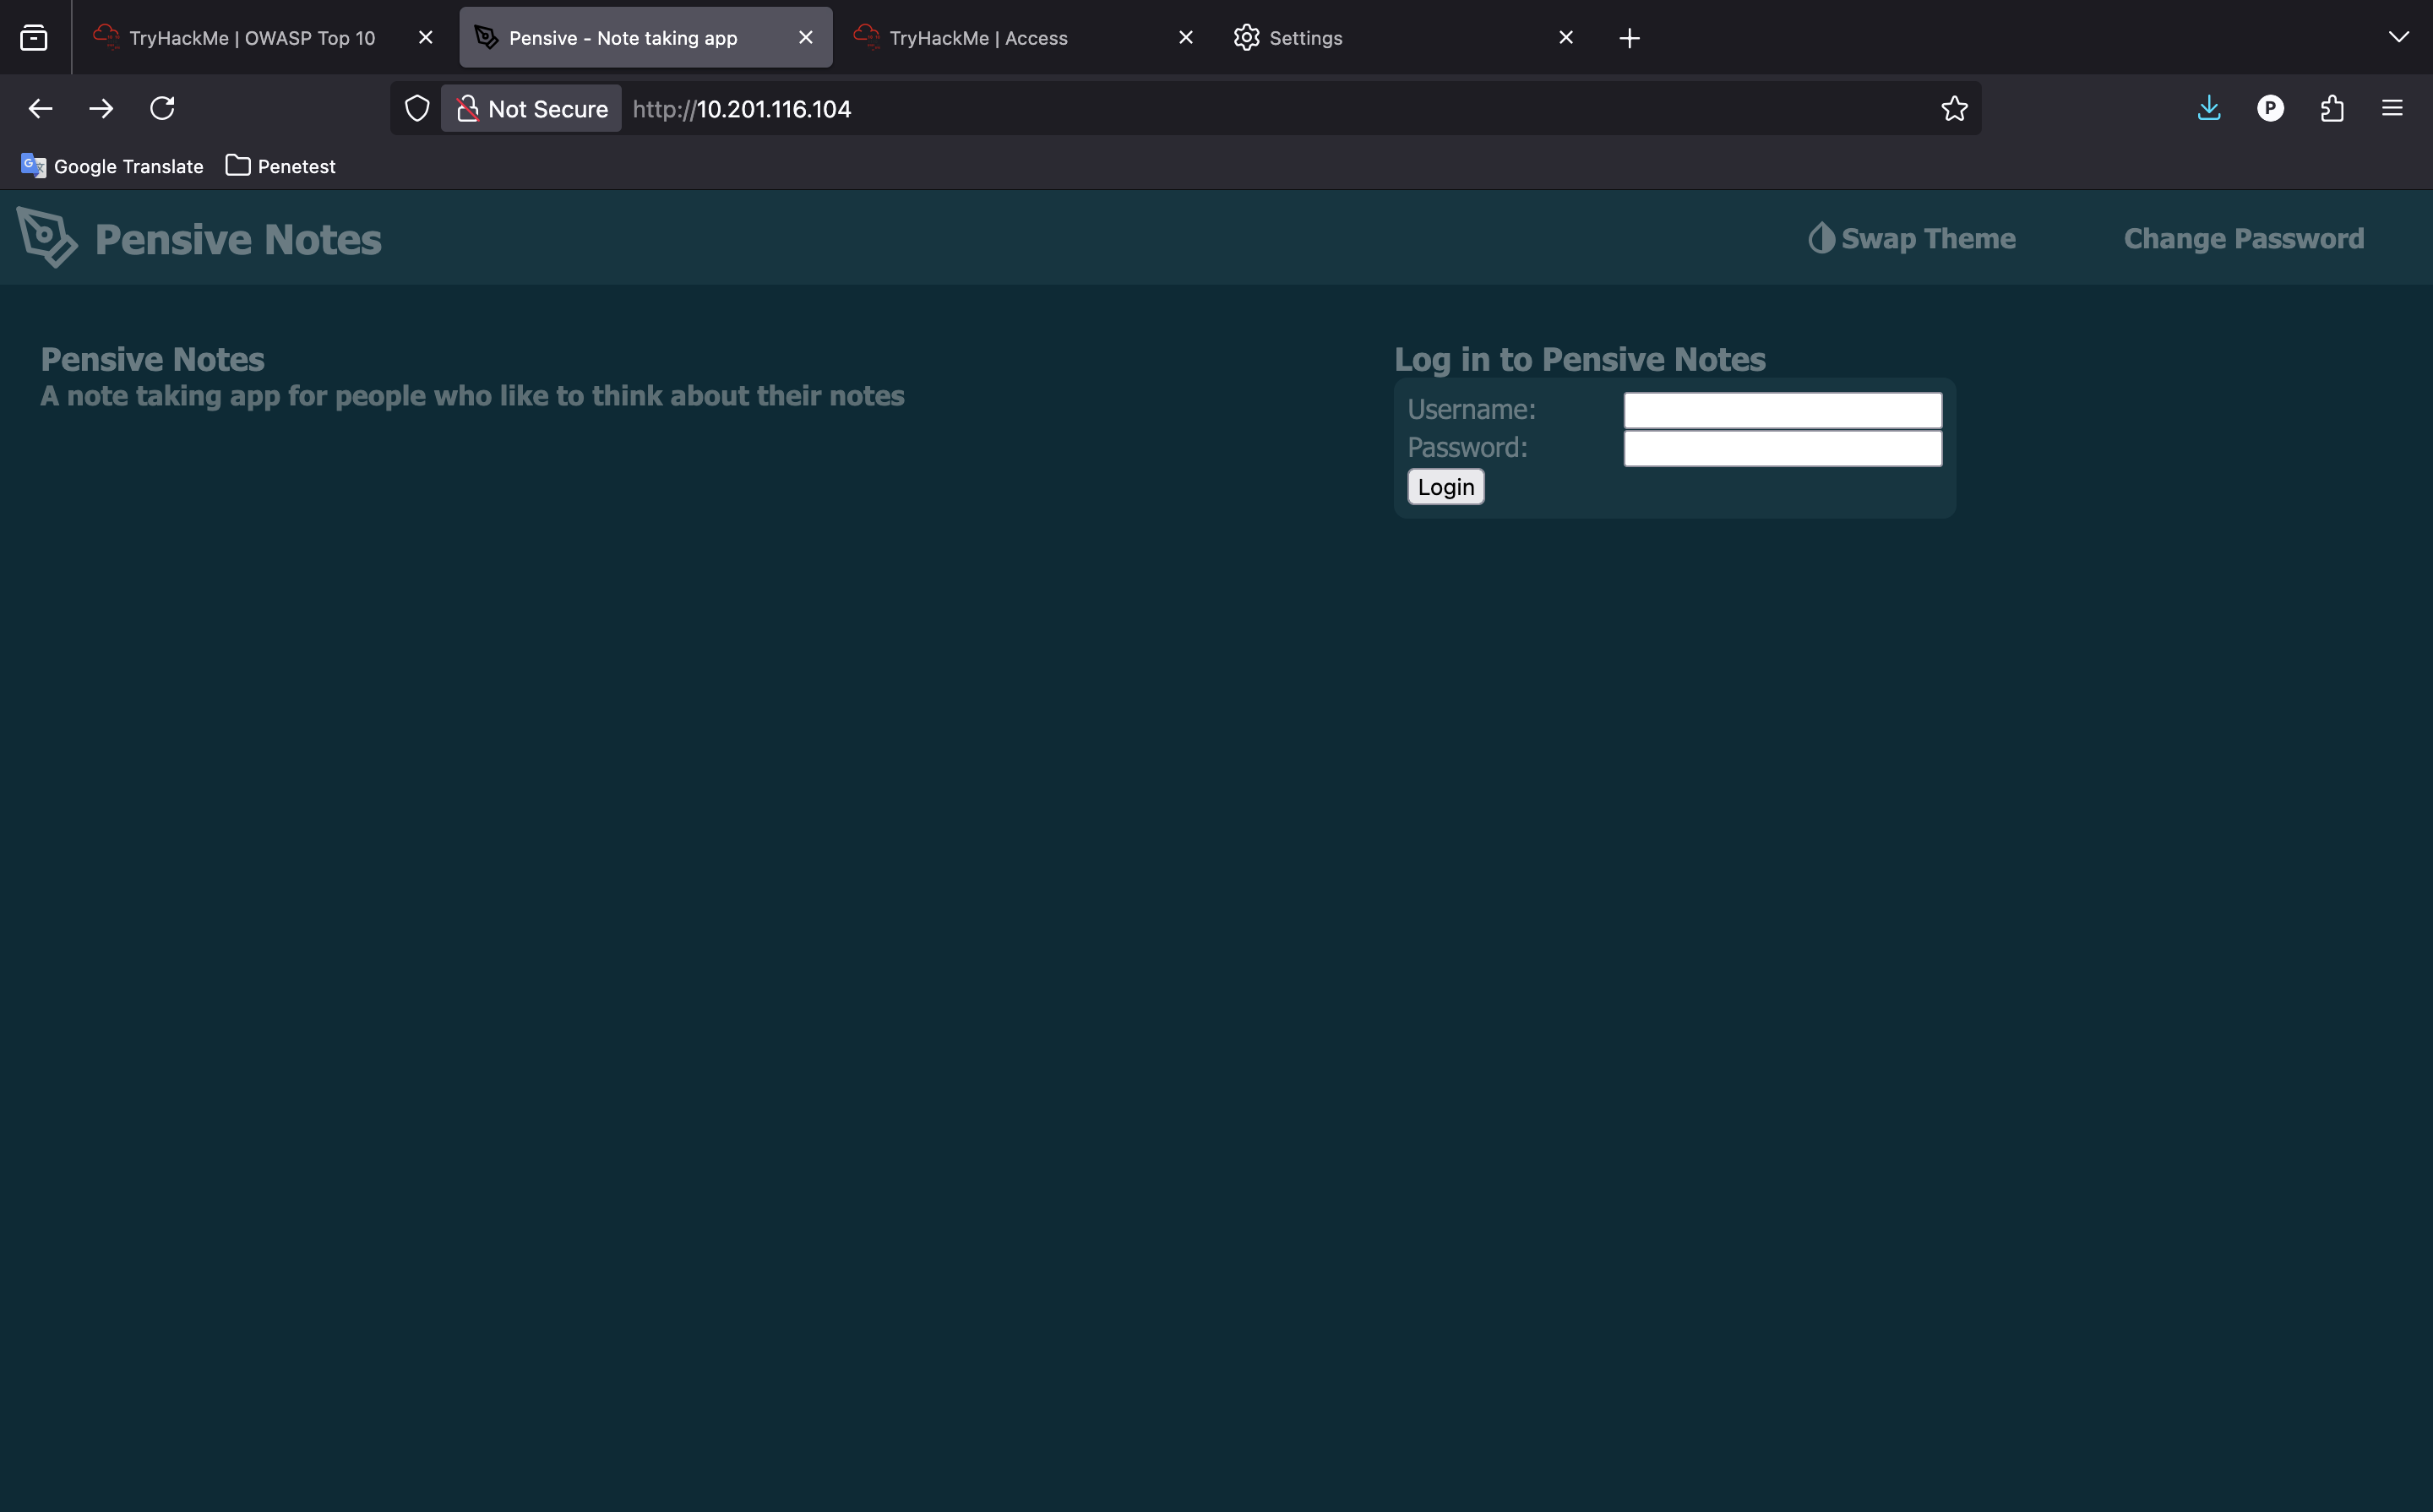 TryHackMe | OWASP Top 10
Pensive - Note taking app
TryHackMe | Access
Settings
Not Secure
http://10.201.116.104
P
Google Translate
Penetest
Pensive Notes
Swap Theme
Change Password
Pensive Notes
A note taking app for people who like to think about their notes
Log in to Pensive Notes
Username:
Password:
Login